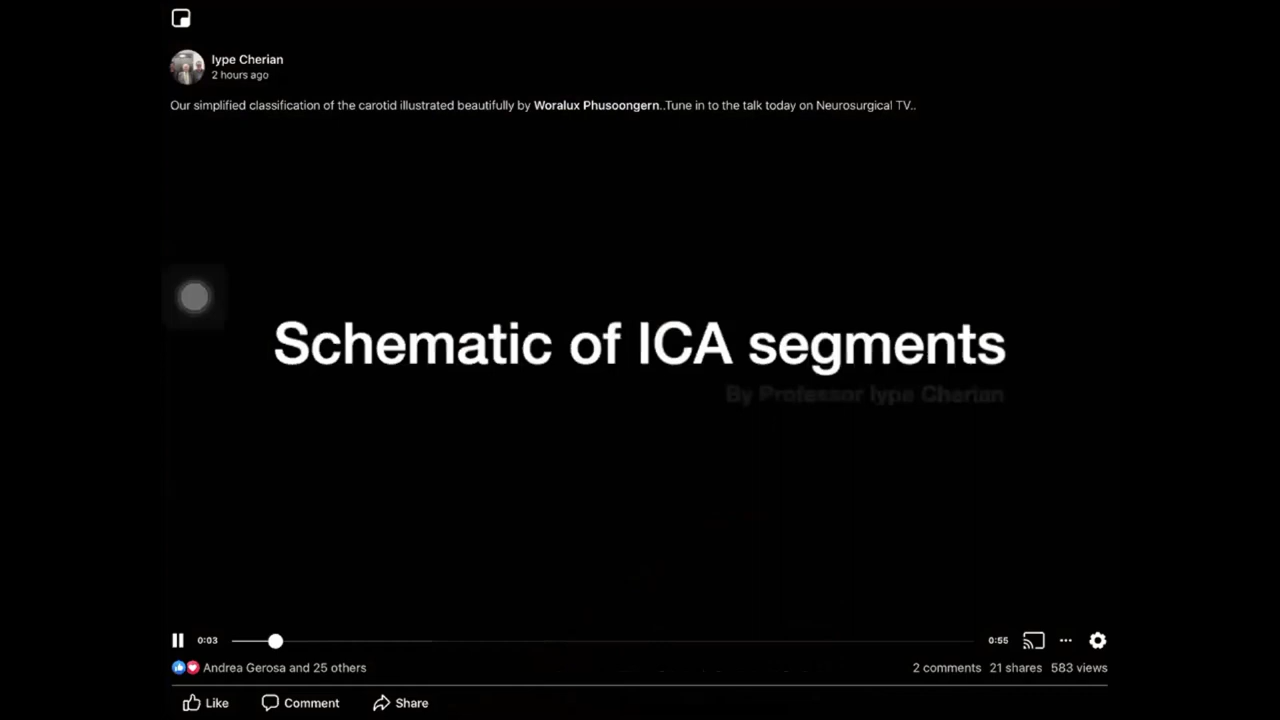 Iype Cherian
2 hours ago
Our simplified classification of the carotid illustrated beautifully by Woralux Phusoongern..Tune in to the talk today on Neurosurgical TV..
Schematic of ICA segments
By Professor Iype Cherian
0:03
0:55
Andrea Gerosa and 25 others
2 comments 21 shares 583 views
Like Comment Share